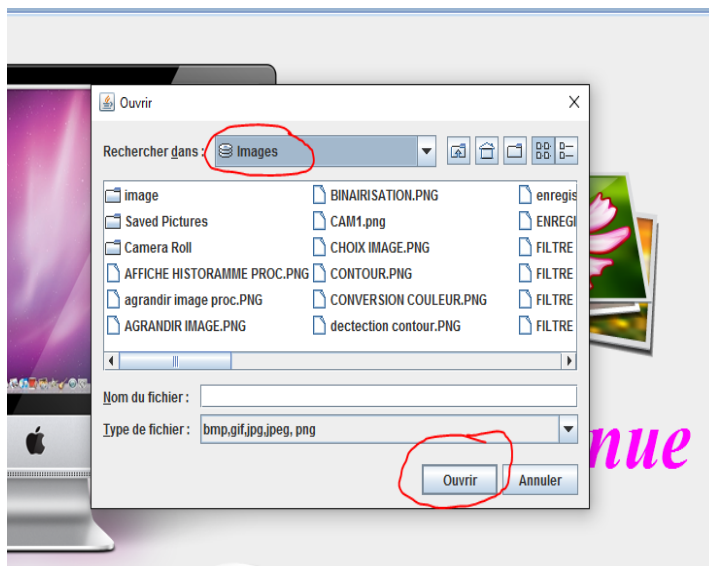 Ouvrir
X
Rechercher dans :
Images
image
Saved Pictures
Camera Roll
AFFICHE HISTORAMME PROC.PNG
agrandir image proc.PNG
AGRANDIR IMAGE.PNG
BINAIRISATION.PNG
CAM1.png
CHOIX IMAGE.PNG
CONTOUR.PNG
CONVERSION COULEUR.PNG
dectection contour.PNG
enregis
ENREGI
FILTRE
FILTRE
FILTRE
FILTRE
Nom du fichier :
Type de fichier :
bmp,gif,jpg,jpeg, png
nue
Ouvrir
Annuler